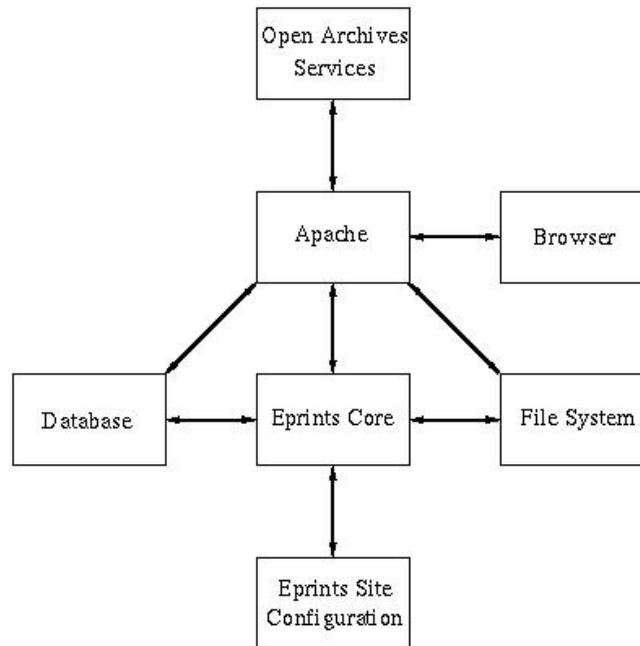 Open Archives
Services
Apache
Browser
Database
Eprints Core
File System
Eprints Site
Configuration